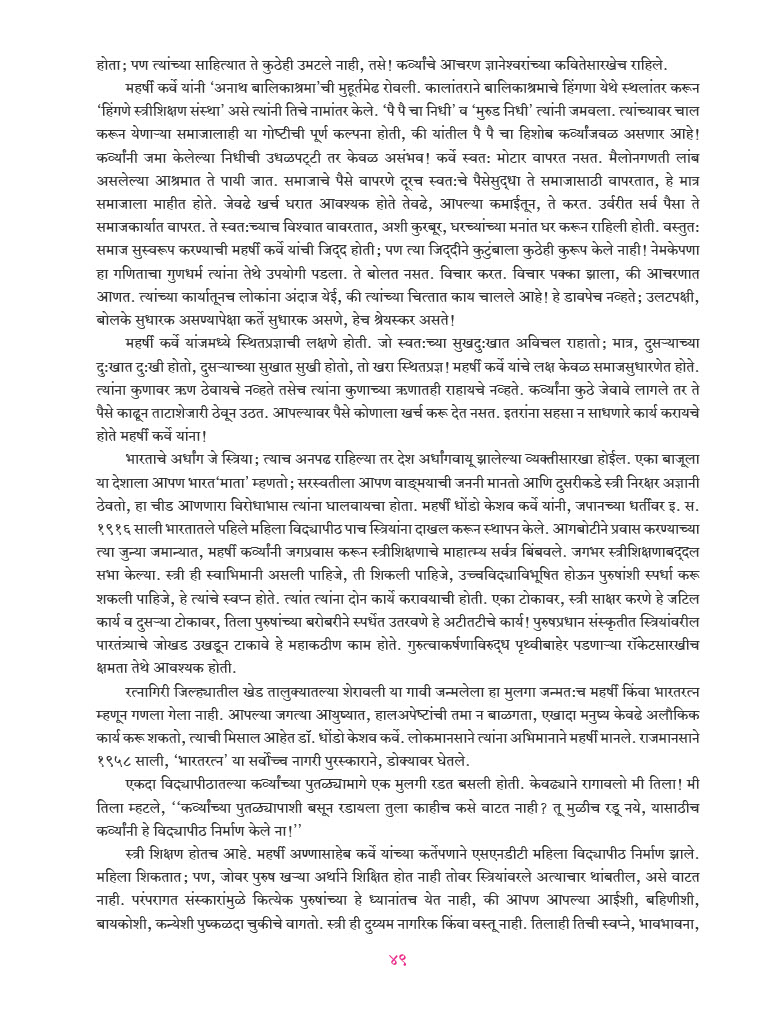 होता; पण त्यांच्या साहित्यात ते कुठेही उमटले नाही, तसे! कर्व्यांचे आचरण ज्ञानेश्वरांच्या कवितेसारखेच राहिले.
महर्षी कर्वे यांनी ‘अनाथ बालिकाश्रमा’ची मुहूर्तमेढ रोवली. कालांतराने बालिकाश्रमाचे हिंगणा येथे स्थलांतर करून
‘हिंगणे स्त्रीशिक्षण संस्था’ असे त्यांनी तिचे नामांतर केले. ‘पै पै चा निधी’ व ‘मुरुड निधी’ त्यांनी जमवला. त्यांच्यावर चाल
करून येणाऱ्या समाजालाही या गोष्टीची पूर्ण कल्पना होती, की यांतील पै पै चा हिशोब कर्व्यांजवळ असणार आहे!
कर्व्यांनी जमा केलेल्या निधीची उधळपट्टी तर केवळ असंभव! कर्वे स्वत: मोटार वापरत नसत. मैलोनगणती लांब
असलेल्या आश्रमात ते पायी जात. समाजाचे पैसे वापरणे दूरच स्वत:चे पैसेसुद्धा ते समाजासाठी वापरतात, हे मात्र
समाजाला माहीत होते. जेवढे खर्च घरात आवश्यक होते तेवढे, आपल्या कमाईतून, ते करत. उर्वरीत सर्व पैसा ते
समाजकार्यात वापरत. ते स्वत:च्याच विश्वात वावरतात, अशी कुरबूर, घरच्यांच्या मनांत घर करून राहिली होती. वस्तुत:
समाज सुस्वरूप करण्याची महर्षी कर्वे यांची जिद्द होती; पण त्या जिद्दीने कुटुंबाला कुठेही कुरूप केले नाही! नेमकेपणा
हा गणिताचा गुणधर्म त्यांना तेथे उपयोगी पडला. ते बोलत नसत. विचार करत. विचार पक्का झाला, की आचरणात
आणत. त्यांच्या कार्यातूनच लोकांना अंदाज येई, की त्यांच्या चित्तात काय चालले आहे! हे डावपेच नव्हते; उलटपक्षी,
बोलके सुधारक असण्यापेक्षा कर्ते सुधारक असणे, हेच श्रेयस्कर असते!
महर्षी कर्वे यांजमध्ये स्थितप्रज्ञाची लक्षणे होती. जो स्वत:च्या सुखदु:खात अविचल राहातो; मात्र, दुसऱ्याच्या
दु:खात दु:खी होतो, दुसऱ्याच्या सुखात सुखी होतो, तो खरा स्थितप्रज्ञ! महर्षी कर्वे यांचे लक्ष केवळ समाजसुधारणेत होते.
त्यांना कुणावर ऋण ठेवायचे नव्हते तसेच त्यांना कुणाच्या ऋणातही राहायचे नव्हते. कर्व्यांना कुठे जेवावे लागले तर ते
पैसे काढून ताटाशेजारी ठेवून उठत. आपल्यावर पैसे कोणाला खर्च करू देत नसत. इतरांना सहसा न साधणारे कार्य करायचे
होते महर्षी कर्वे यांना!
भारताचे अर्धांग जे स्त्रिया; त्याच अनपढ राहिल्या तर देश अर्धांगवायू झालेल्या व्यक्तीसारखा होईल. एका बाजूला
या देशाला आपण भारत‘माता’ म्हणतो; सरस्वतीला आपण वाङ्‌मयाची जननी मानतो आणि दुसरीकडे स्त्री निरक्षर अज्ञानी
ठेवतो, हा चीड आणणारा विरोधाभास त्यांना घालवायचा होता. महर्षी धोंडो केशव कर्वे यांनी, जपानच्या धर्तीवर इ. स.
१९१६ साली भारतातले पहिले महिला विद्यापीठ पाच स्त्रियांना दाखल करून स्थापन केले. आगबोटीने प्रवास करण्याच्या
त्या जुन्या जमान्यात, महर्षी कर्व्यांनी जगप्रवास करून स्त्रीशिक्षणाचे माहात्म्य सर्वत्र बिंबवले. जगभर स्त्रीशिक्षणाबद्दल
सभा केल्या. स्त्री ही स्वाभिमानी असली पाहिजे, ती शिकली पाहिजे, उच्चविद्याविभूषित होऊन पुरुषांशी स्पर्धा करू
शकली पाहिजे, हे त्यांचे स्वप्न होते. त्यांत त्यांना दोन कार्ये करावयाची होती. एका टोकावर, स्त्री साक्षर करणे हे जटिल
कार्य व दुसऱ्या टोकावर, तिला पुरुषांच्या बरोबरीने स्पर्धेत उतरवणे हे अटीतटीचे कार्य! पुरुषप्रधान संस्कृतीत स्त्रियांवरील
पारतंत्र्याचे जोखड उखडून टाकावे हे महाकठीण काम होते. गुरुत्वाकर्षणाविरुद्ध पृथ्वीबाहेर पडणाऱ्या रॉकेटसारखीच
क्षमता तेथे आवश्यक होती.
रत्नागिरी जिल्ह्यातील खेड तालुक्यातल्या शेरावली या गावी जन्मलेला हा मुलगा जन्मत:च महर्षी किंवा भारतरत्न
म्हणून गणला गेला नाही. आपल्या जगत्या आयुष्यात, हालअपेष्टांची तमा न बाळगता, एखादा मनुष्य केवढे अलौकिक
कार्य करू शकतो, त्याची मिसाल आहेत डॉ. धोंडो केशव कर्वे. लोकमानसाने त्यांना अभिमानाने महर्षी मानले. राजमानसाने
१९५८ साली, ‘भारतरत्न’ या सर्वोच्च नागरी पुरस्काराने, डोक्यावर घेतले.
एकदा विद्यापीठातल्या कर्व्यांच्या पुतळ्यामागे एक मुलगी रडत बसली होती. केवढ्याने रागावलो मी तिला! मी
तिला म्हटले, ‘‘कर्व्यांच्या पुतळ्यापाशी बसून रडायला तुला काहीच कसे वाटत नाही? तू मुळीच रडू नये, यासाठीच
कर्व्यांनी हे विद्यापीठ निर्माण केले ना!’’
स्त्री शिक्षण होतच आहे. महर्षी अण्णासाहेब कर्वे यांच्या कर्तेपणाने एसएनडीटी महिला विद्यापीठ निर्माण झाले.
महिला शिकतात; पण, जोवर पुरुष खऱ्या अर्थाने शिक्षित होत नाही तोवर स्त्रियांवरले अत्याचार थांबतील, असे वाटत
नाही. परंपरागत संस्कारांमुळे कित्येक पुरुषांच्या हे ध्यानांतच येत नाही, की आपण आपल्या आईशी, बहिणीशी,
बायकोशी, कन्येशी पुष्कळदा चुकीचे वागतो. स्त्री ही दुय्यम नागरिक किंवा वस्तू नाही. तिलाही तिची स्वप्ने, भावभावना,
४९